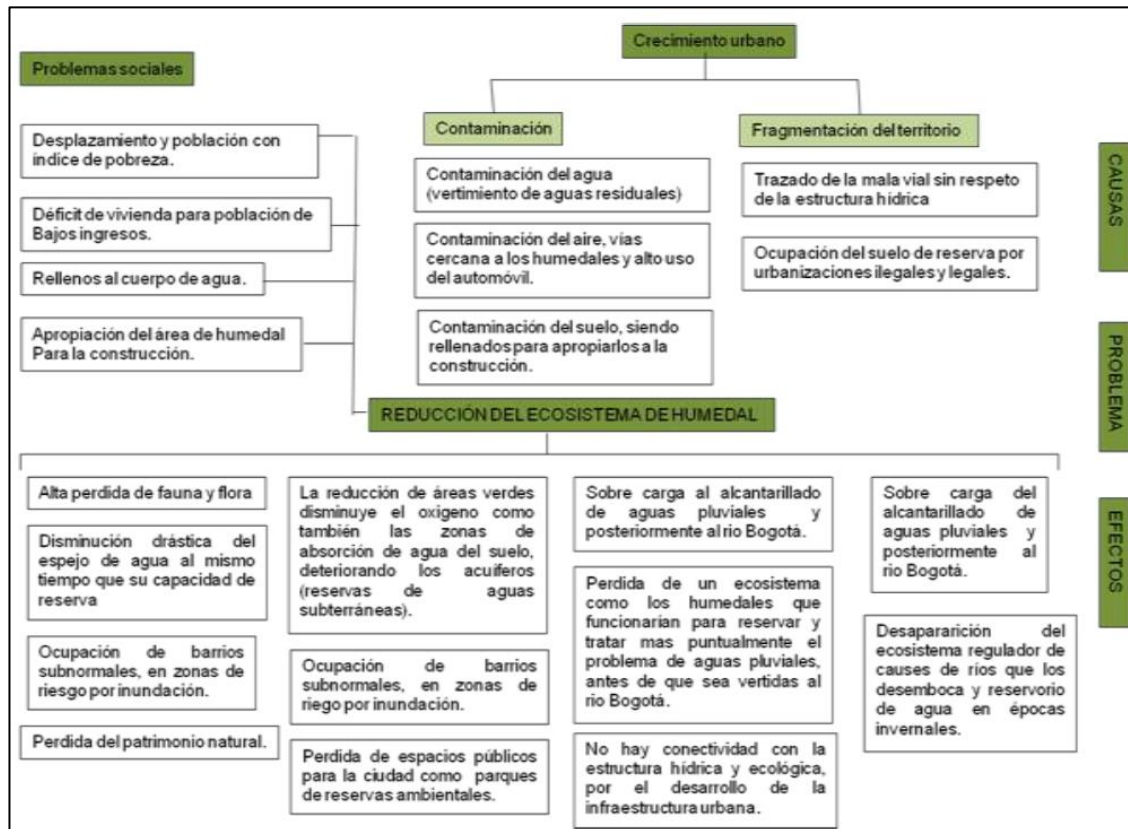 Crecimiento urbano
Problemas sociales
Desplazamiento y población con
índice de pobreza.
Déficit de vivienda para población de
Bajos ingresos.
Rellenos al cuerpo de agua.
Apropiación del área de humedal
Para la construcción.
Contaminación
Contaminación del agua
(vertimiento de aguas residuales)
Contaminación del aire, vías
cercana a los humedales y alto uso
del automóvil.
Contaminación del suelo, siendo
rellenados para apropiarlos a la
construcción.
Fragmentación del territorio
Trazado de la mala vial sin respeto
de la estructura hídrica
Ocupación del suelo de reserva por
urbanizaciones ilegales y legales.
CAUSAS
PROBLEMA
EFECTOS
REDUCCIÓN DEL ECOSISTEMA DE HUMEDAL
Alta perdida de fauna y flora
Disminución drástica del
espejo de agua al mismo
tiempo que su capacidad de
reserva
Ocupación de barrios
subnormales, en zonas de
riesgo por inundación.
Perdida del patrimonio natural.
La reducción de áreas verdes
disminuye el oxigeno como
también las zonas de
absorción de agua del suelo,
deteriorando los acuíferos
(reservas de aguas
subterráneas).
Ocupación de barrios
subnormales, en zonas de
riego por inundación.
Perdida de espacios públicos
para la ciudad como parques
de reservas ambientales.
Sobre carga al alcantarillado
de aguas pluviales y
posteriormente al rio Bogotá.
Perdida de un ecosistema
como los humedales que
funcionarían para reservar y
tratar mas puntualmente el
problema de aguas pluviales,
antes de que sea vertidas al
rio Bogotá.
No hay conectividad con la
estructura hídrica y ecológica,
por el desarrollo de la
infraestructura urbana.
Sobre carga del
alcantarillado de
aguas pluviales y
posteriormente al
rio Bogotá.
Desapararición del
ecosistema regulador de
causes de ríos que los
desemboca y reservorio
de agua en épocas
invernales.